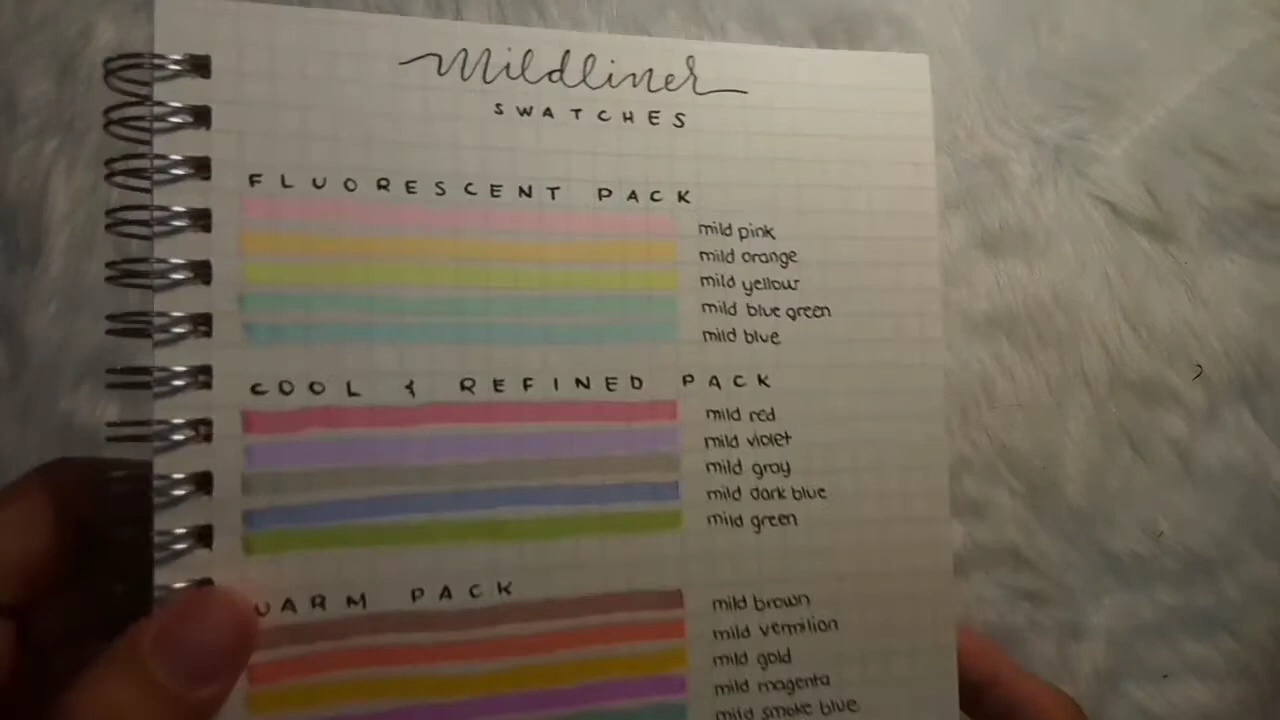 Mildliner
SWATCHES
FLUORESCENT PACK
mild pink
mild orange
mild yellow
mild blue green
mild blue
COOL & REFINED PACK
mild red
mild violet
mild gray
mild dark blue
mild green
WARM PACK
mild brown
mild vermilion
mild gold
mild magenta
mild smoke blue